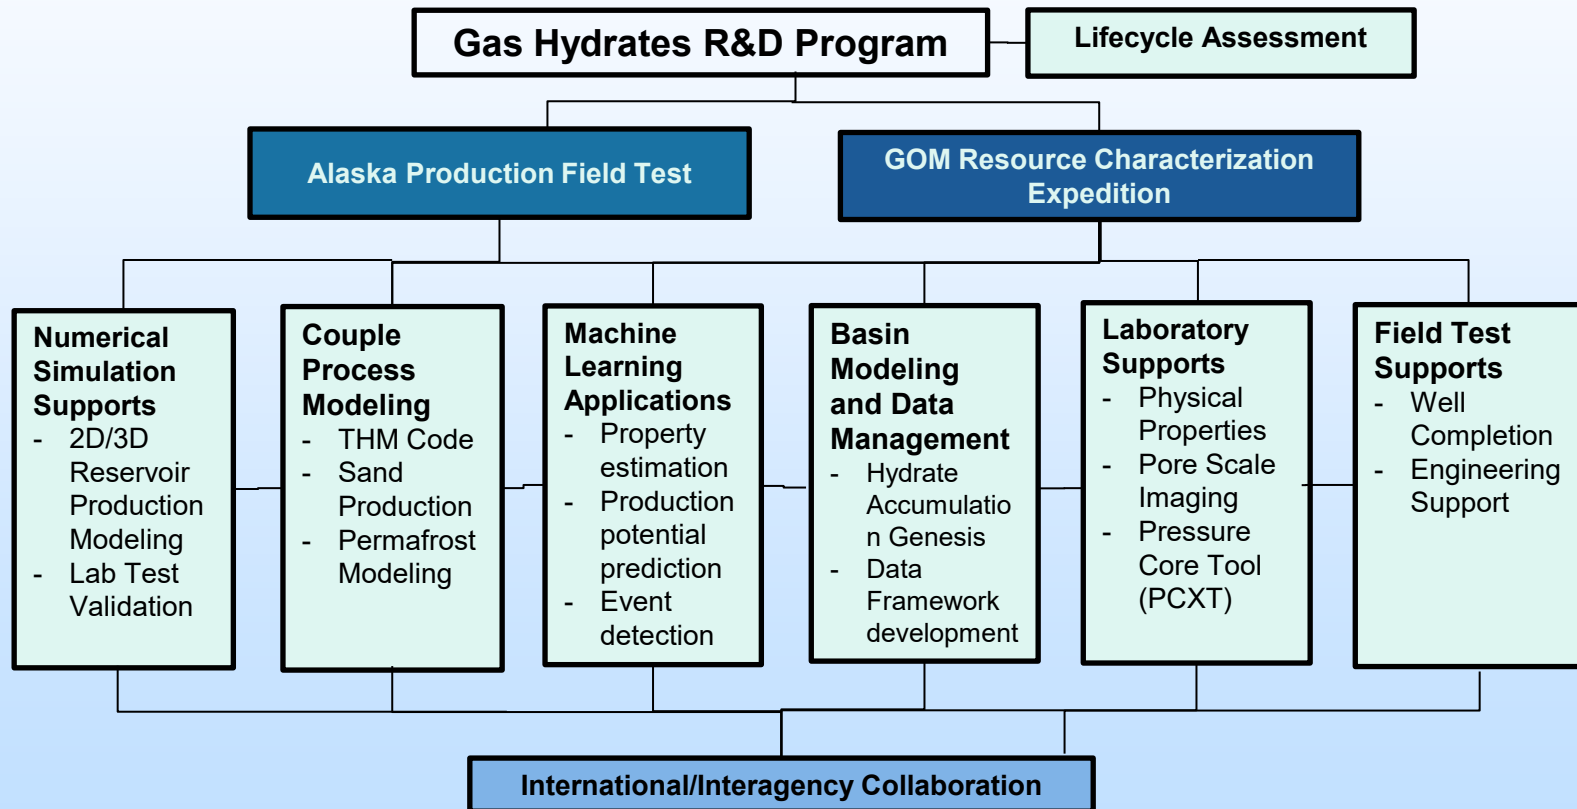 Gas Hydrates R&D Program
Lifecycle Assessment
Alaska Production Field Test
GOM Resource Characterization
Expedition
Numerical
Simulation
Supports
- 2D/3D
Reservoir
Production
Modeling
- Lab Test
Validation
Couple
Process
Modeling
- THM Code
- Sand
Production
- Permafrost
Modeling
Machine
Learning
Applications
- Property
estimation
- Production
potential
prediction
- Event
detection
Basin
Modeling
and Data
Management
- Hydrate
Accumulatio
n Genesis
- Data
Framework
development
Laboratory
Supports
- Physical
Properties
- Pore Scale
Imaging
- Pressure
Core Tool
(PCXT)
Field Test
Supports
- Well
Completion
- Engineering
Support
International/Interagency Collaboration